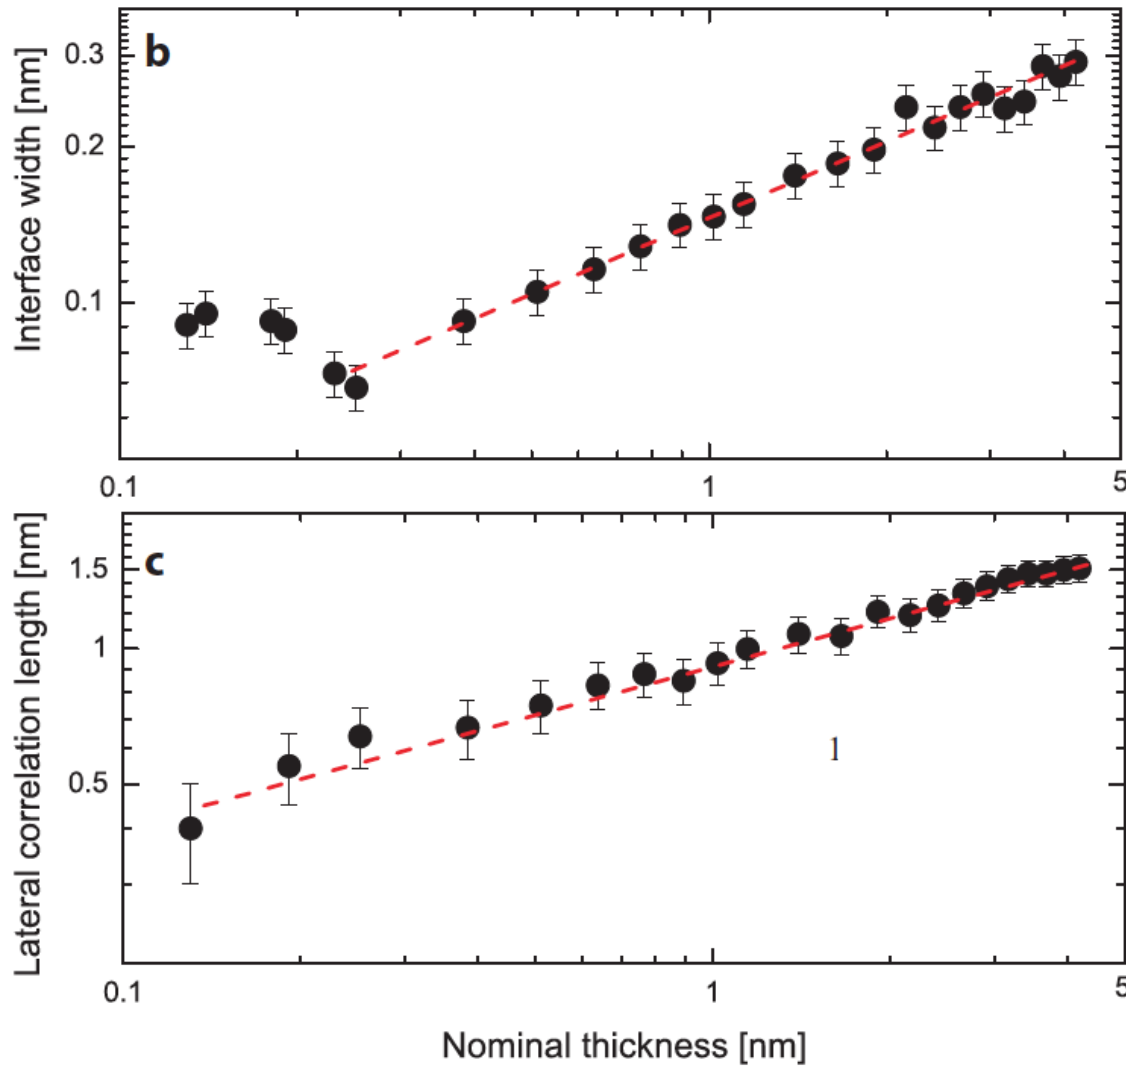 b
Interface width [nm]
0.3
0.2
0.1
0.1
1
5
c
Lateral correlation length [nm]
1.5
1
0.5
1
0.1
1
5
Nominal thickness [nm]